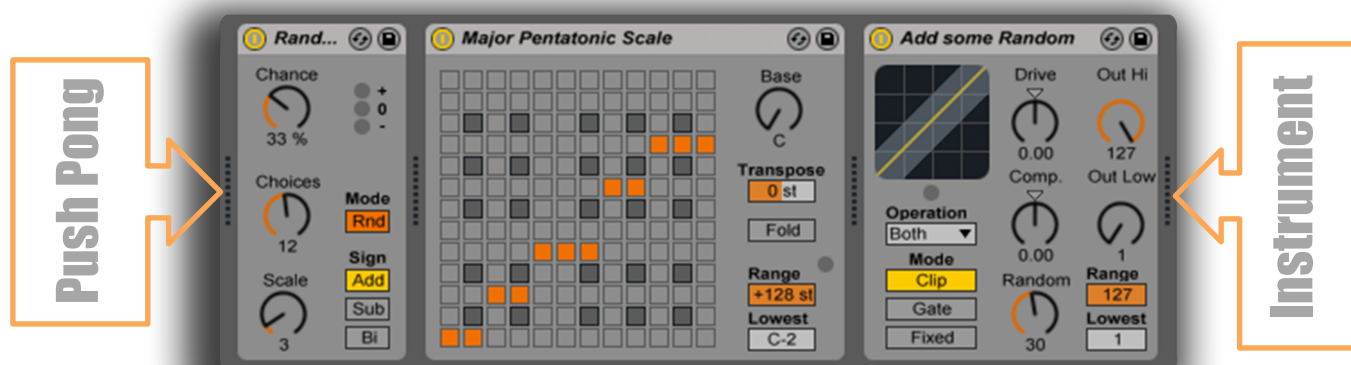 Push Pong
Rand...
Chance
33 %
+
0
-
Choices
12
Mode
Rnd
Sign
Add
Sub
Bi
Scale
3
Major Pentatonic Scale
Base
C
Transpose
0 st
Fold
Range
+128 st
Lowest
C-2
Add some Random
Drive
0.00
Out Hi
127
Comp.
0.00
Out Low
1
Operation
Both
Mode
Clip
Gate
Fixed
Random
30
Range
127
Lowest
1
Instrument